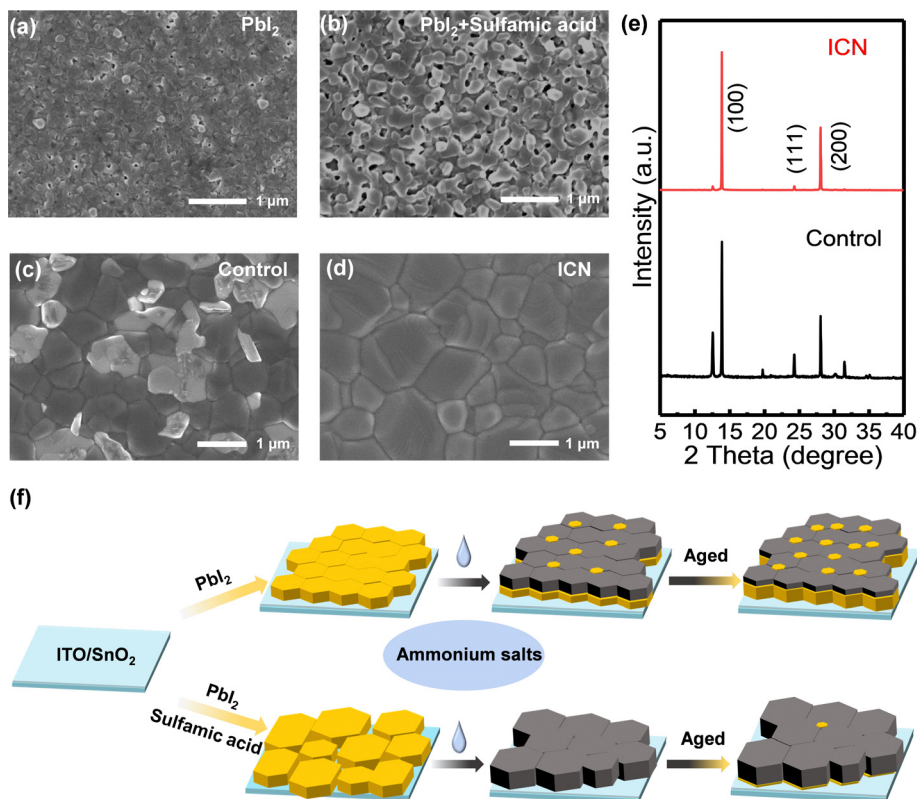 (a)
PbI₂
1 µm
(b)
PbI₂+Sulfamic acid
1 µm
(c)
Control
1 µm
(d)
ICN
1 µm
(e)
ICN
(100)
(111)
(200)
Control
Intensity (a.u.)
5 10 15 20 25 30 35 40
2 Theta (degree)
(f)
ITO/SnO₂
PbI₂
Aged
Ammonium salts
PbI₂
Sulfamic acid
Aged